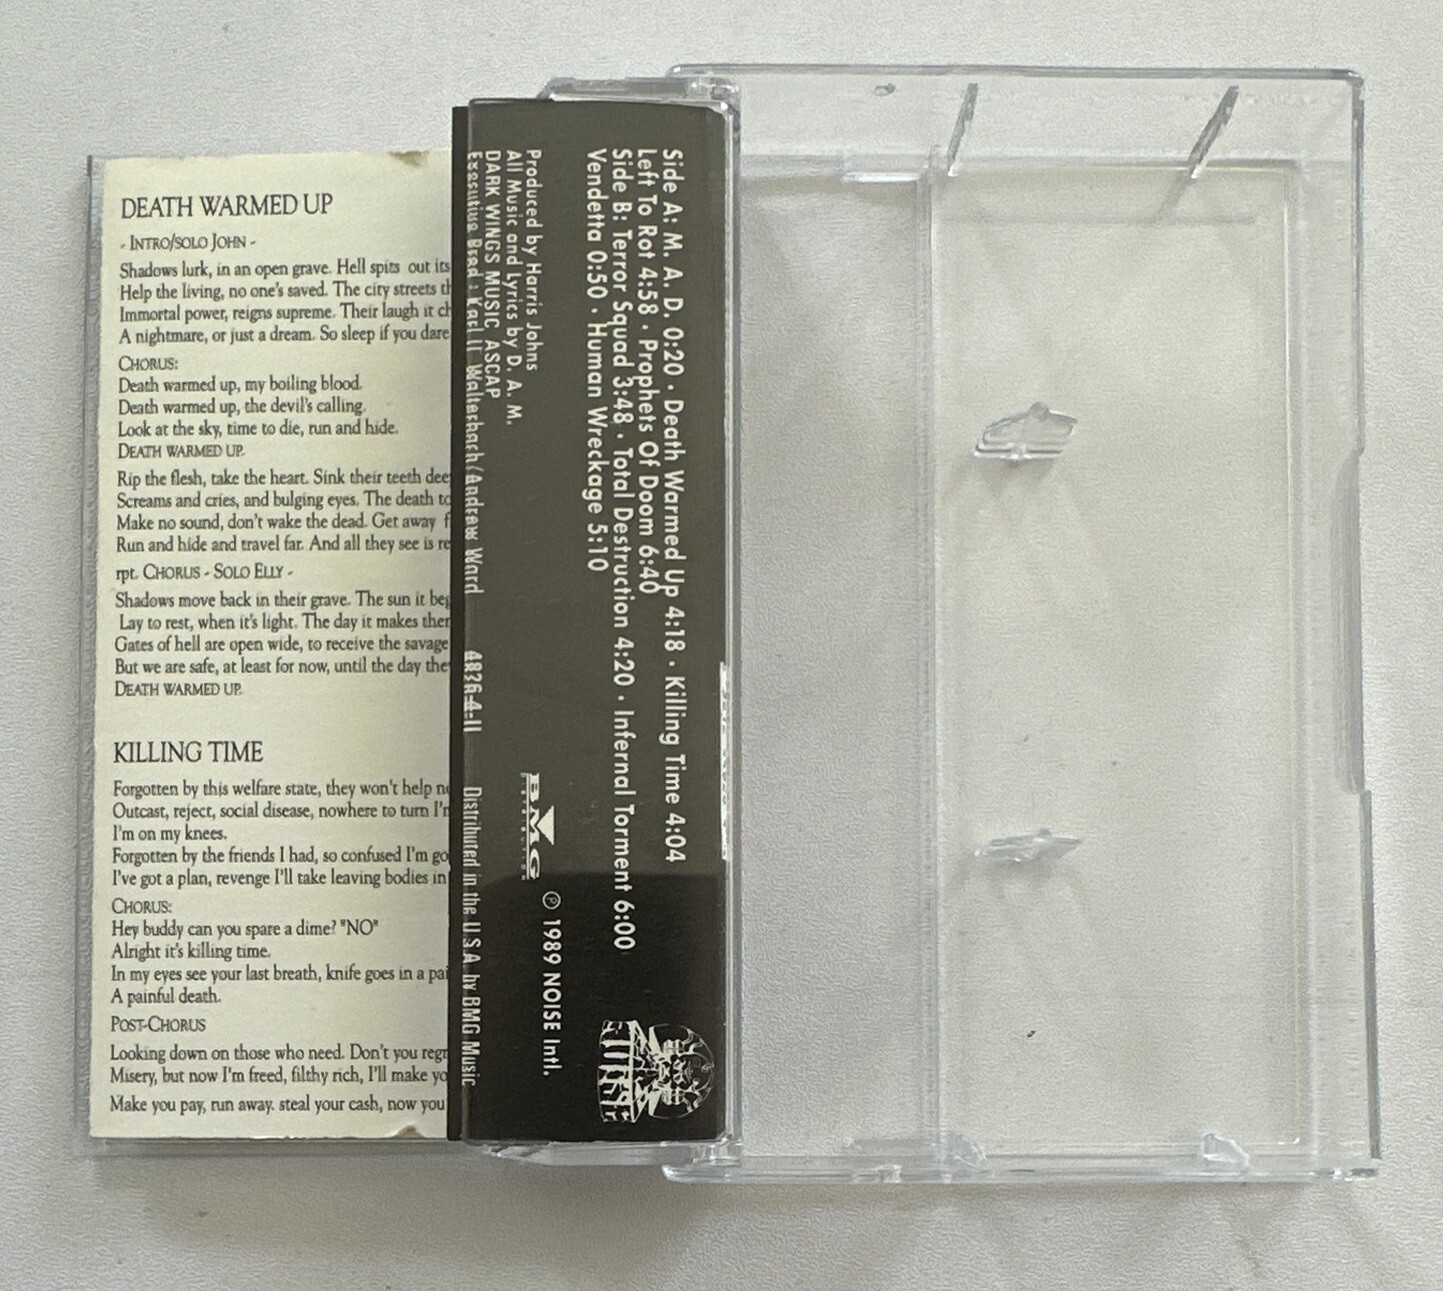 DEATH WARMED UP
- INTRO/SOLO JOHN -
Shadows lurk, in an open grave. Hell spits out its
Help the living, no one's saved. The city streets
Immortal power, reigns supreme. Their laugh it
A nightmare, or just a dream. So sleep if you dare
CHORUS:
Death warmed up, my boiling blood.
Death warmed up, the devil's calling.
Look at the sky, time to die, run and hide.
DEATH WARMED UP.
Rip the flesh, take the heart. Sink their teeth
Screams and cries, and bulging eyes. The death
Make no sound, don't wake the dead. Get away
Run and hide and travel far. And all they see is
rpt. CHORUS - SOLO ELLY -
Shadows move back in their grave. The sun it
Lay to rest, when it's light. The day it makes
Gates of hell are open wide, to receive the savage
But we are safe, at least for now, until the day
DEATH WARMED UP.
KILLING TIME
Forgotten by this welfare state, they won't help
Outcast, reject, social disease, nowhere to turn I'm
I'm on my knees.
Forgotten by the friends I had, so confused I'm
I've got a plan, revenge I'll take leaving bodies in
CHORUS:
Hey buddy can you spare a dime? "NO"
Alright it's killing time.
In my eyes see your last breath, knife goes in a
A painful death.
POST-CHORUS
Looking down on those who need. Don't you
Misery, but now I'm freed, filthy rich, I'll make
Make you pay, run away. steal your cash, now you
Side A: M. A. D. 0:20 · Death Warmed Up 4:18 · Killing Time 4:04
Left To Rot 4:58 · Prophets Of Doom 6:40
Side B: Terror Squad 3:48 · Total Destruction 4:20 · Infernal Torment 6:00
Vendetta 0:50 · Human Wreckage 5:10
Produced by Harris Johns
All Music and Lyrics by D. A. M.
DARK WINGS MUSIC, ASCAP
Executive Prod.: Karl U. Walterbach/Andrew Ward
4836-4-II
Distributed in the U.S.A. by BMG Music
BMG
℗ 1989 NOISE Intl.